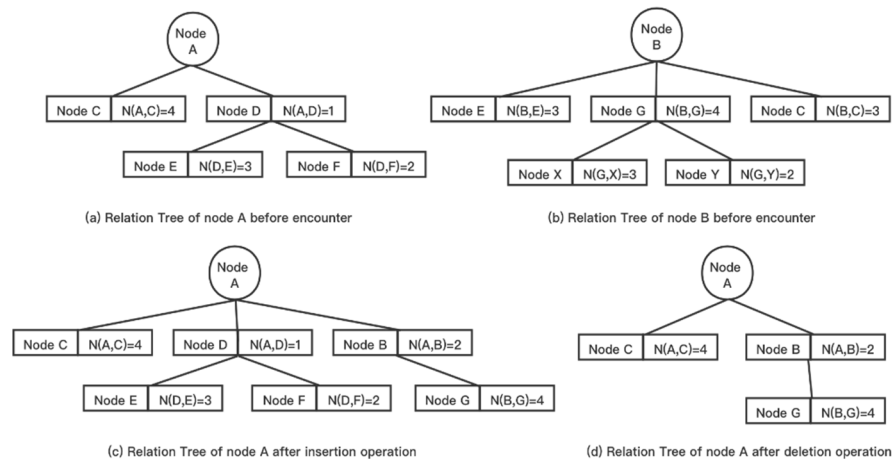 Node
A
Node C N(A,C)=4 Node D N(A,D)=1
Node E N(D,E)=3 Node F N(D,F)=2
(a) Relation Tree of node A before encounter
Node
B
Node E N(B,E)=3 Node G N(B,G)=4 Node C N(B,C)=3
Node X N(G,X)=3 Node Y N(G,Y)=2
(b) Relation Tree of node B before encounter
Node
A
Node C N(A,C)=4 Node D N(A,D)=1 Node B N(A,B)=2
Node E N(D,E)=3 Node F N(D,F)=2 Node G N(B,G)=4
(c) Relation Tree of node A after insertion operation
Node
A
Node C N(A,C)=4 Node B N(A,B)=2
Node G N(B,G)=4
(d) Relation Tree of node A after deletion operation